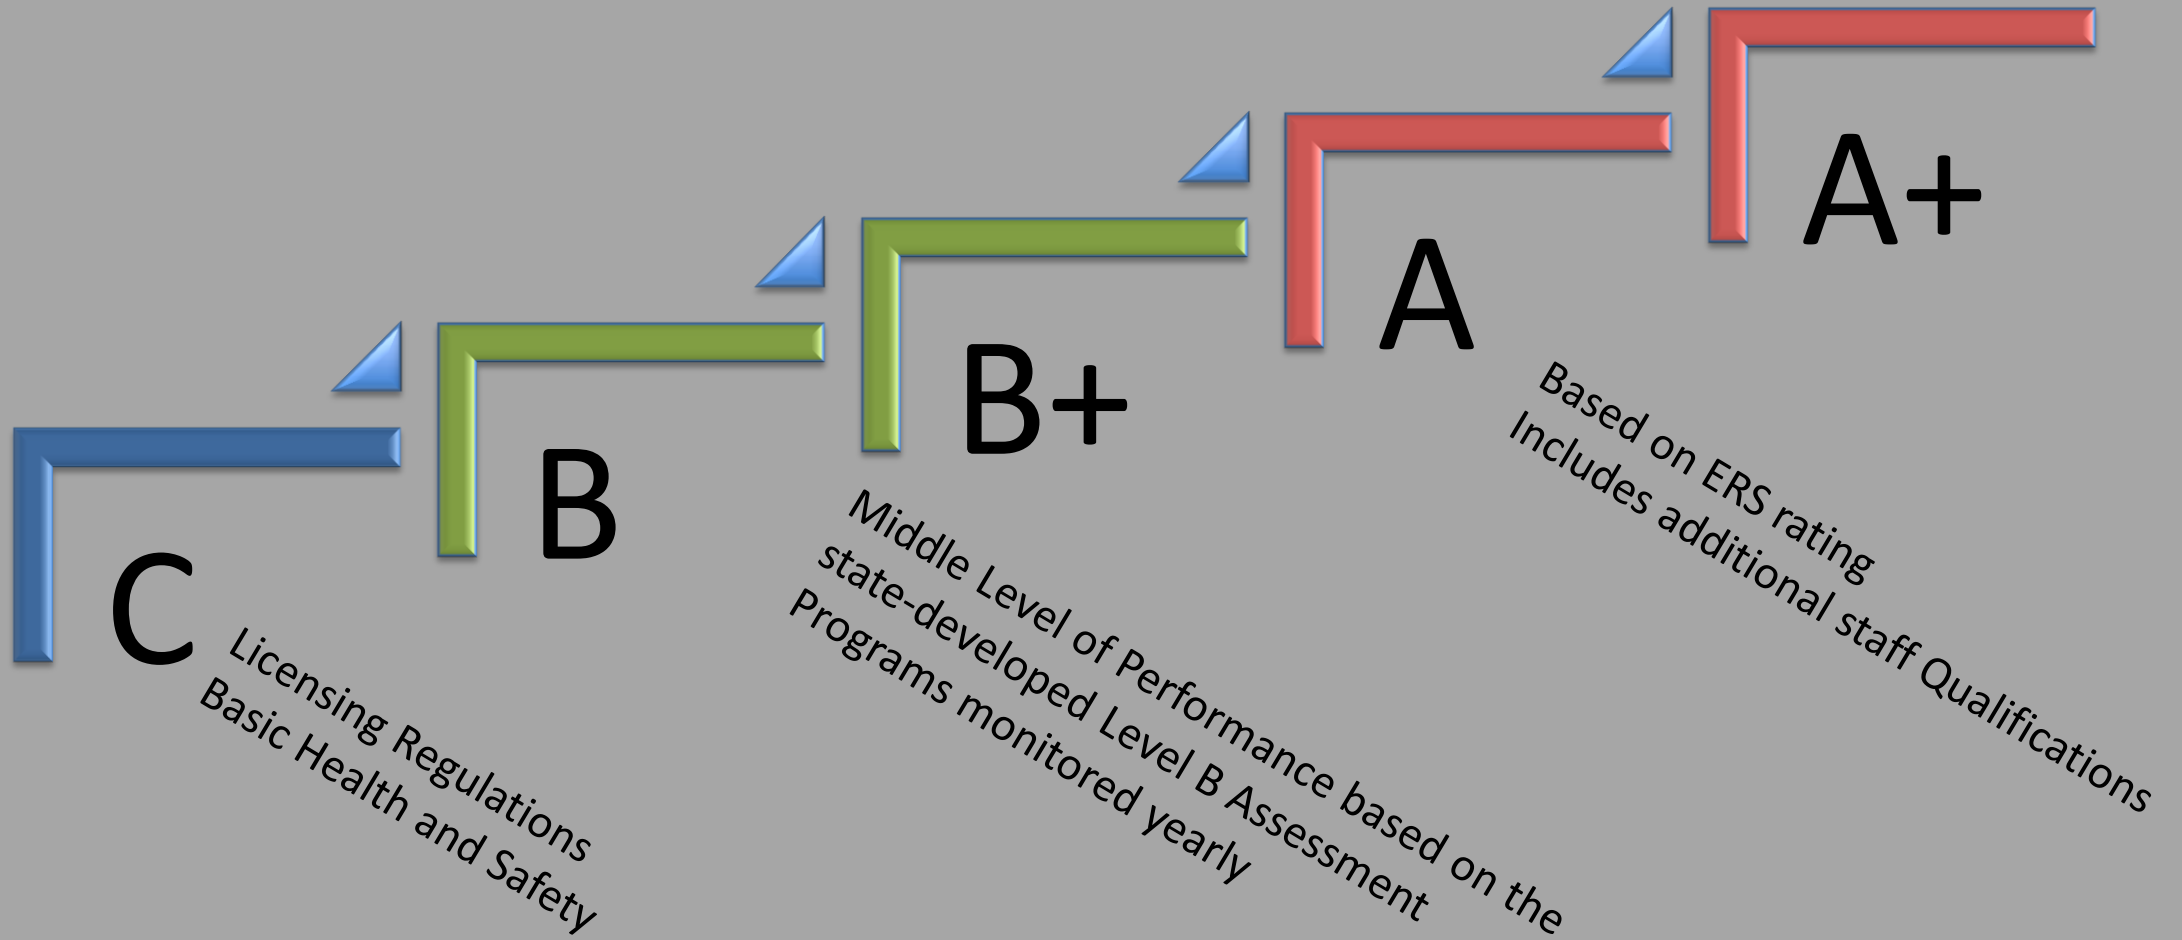 C
Licensing Regulations
Basic Health and Safety
B
B+
Middle Level of Performance based on the
state-developed Level B Assessment
Programs monitored yearly
A
Based on ERS rating
Includes additional staff Qualifications
A+